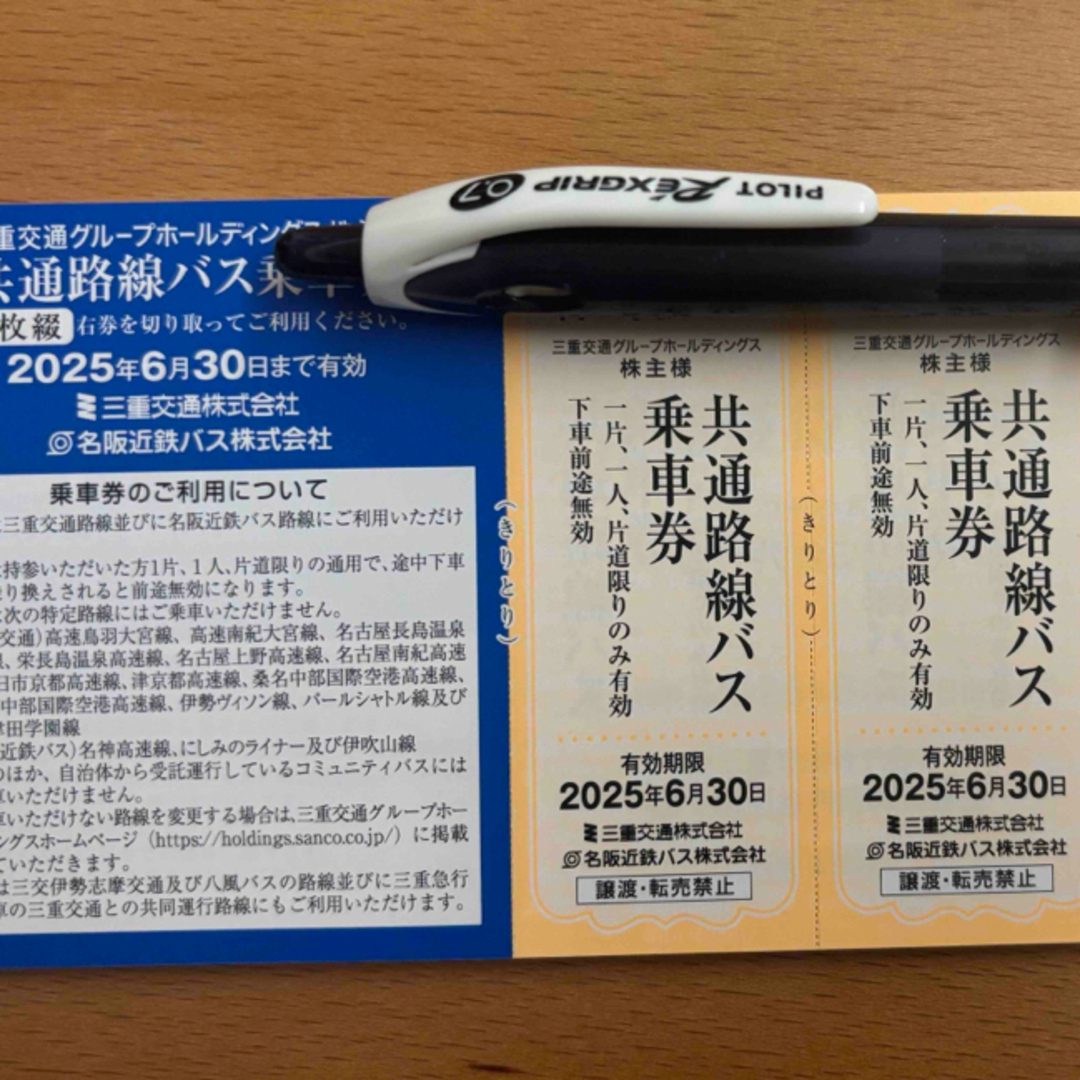 重交通グループホールディングス
共通路線バス乗車
枚綴 右券を切り取ってご利用ください。
2025年6月30日まで有効
三重交通株式会社
名阪近鉄バス株式会社
乗車券のご利用について
三重交通路線並びに名阪近鉄バス路線にご利用いただけ
持参いただいた方1片、1人、片道限りの通用で、途中下車
り換えされると前途無効になります。
次の特定路線にはご乗車いただけません。
交通)高速鳥羽大宮線、高速南紀大宮線、名古屋長島温泉
、栄長島温泉高速線、名古屋上野高速線、名古屋南紀高速
日市京都高速線、津京都高速線、桑名中部国際空港高速線、
中部国際空港高速線、伊勢ヴィソン線、パールシャトル線及び
津田学園線
近鉄バス)名神高速線、にしみのライナー及び伊吹山線
のほか、自治体から受託運行しているコミュニティバスには
車いただけません。
車いただけない路線を変更する場合は、三重交通グループホー
ングスホームページ(https://holdings.sanco.co.jp/)に掲載
ていただきます。
は三交伊勢志摩交通及び八風バスの路線並びに三重急行
車の三重交通との共同運行路線にもご利用いただけます。
PILOT RéXGRIP 0.7
(きりとり)
三重交通グループホールディングス
株主様
共通路線バス
乗車券
一片、一人、片道限りのみ有効
下車前途無効
有効期限
2025年6月30日
三重交通株式会社
名阪近鉄バス株式会社
譲渡・転売禁止
(きりとり)
三重交通グループホールディングス
株主様
共通路線バス
乗車券
一片、一人、片道限りのみ有効
下車前途無効
有効期限
2025年6月30日
三重交通株式会社
名阪近鉄バス株式会社
譲渡・転売禁止